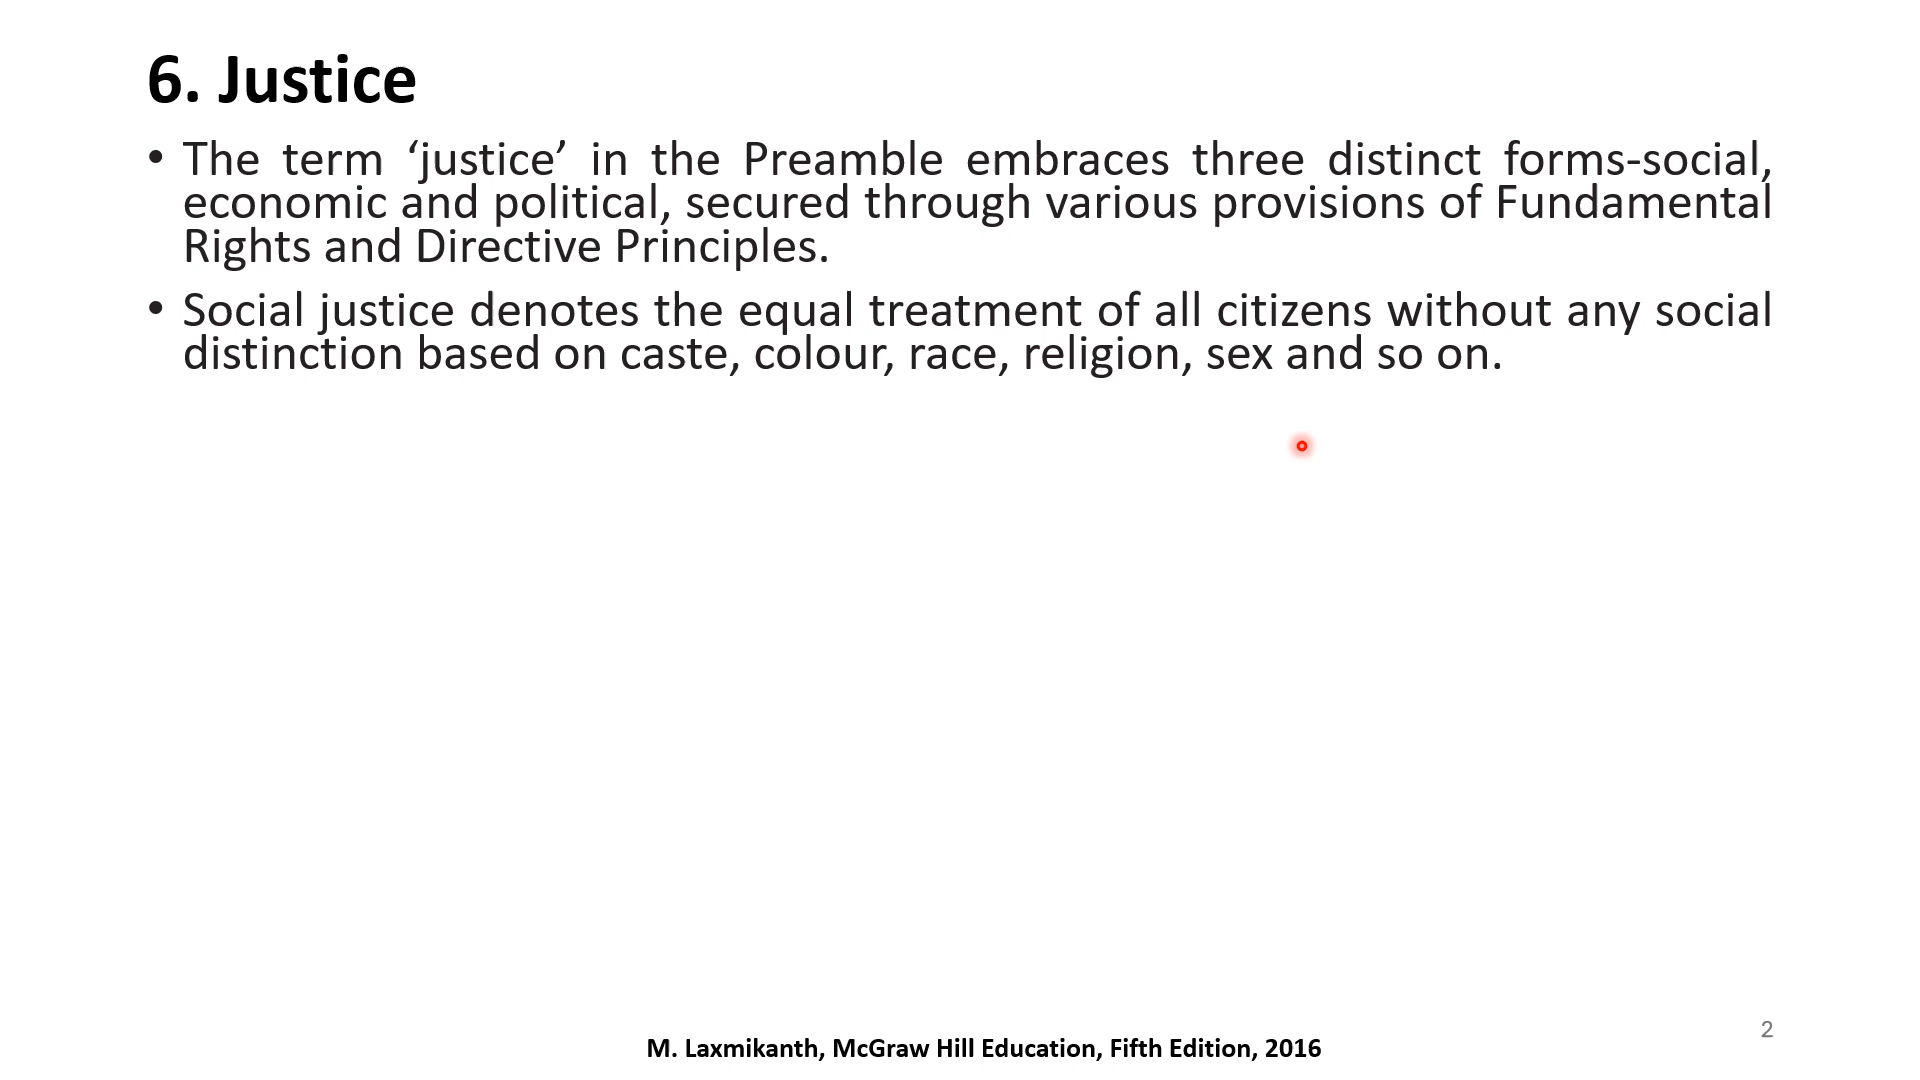 6. Justice
• The term ‘justice’ in the Preamble embraces three distinct forms-social,
economic and political, secured through various provisions of Fundamental
Rights and Directive Principles.
• Social justice denotes the equal treatment of all citizens without any social
distinction based on caste, colour, race, religion, sex and so on.
2
M. Laxmikanth, McGraw Hill Education, Fifth Edition, 2016